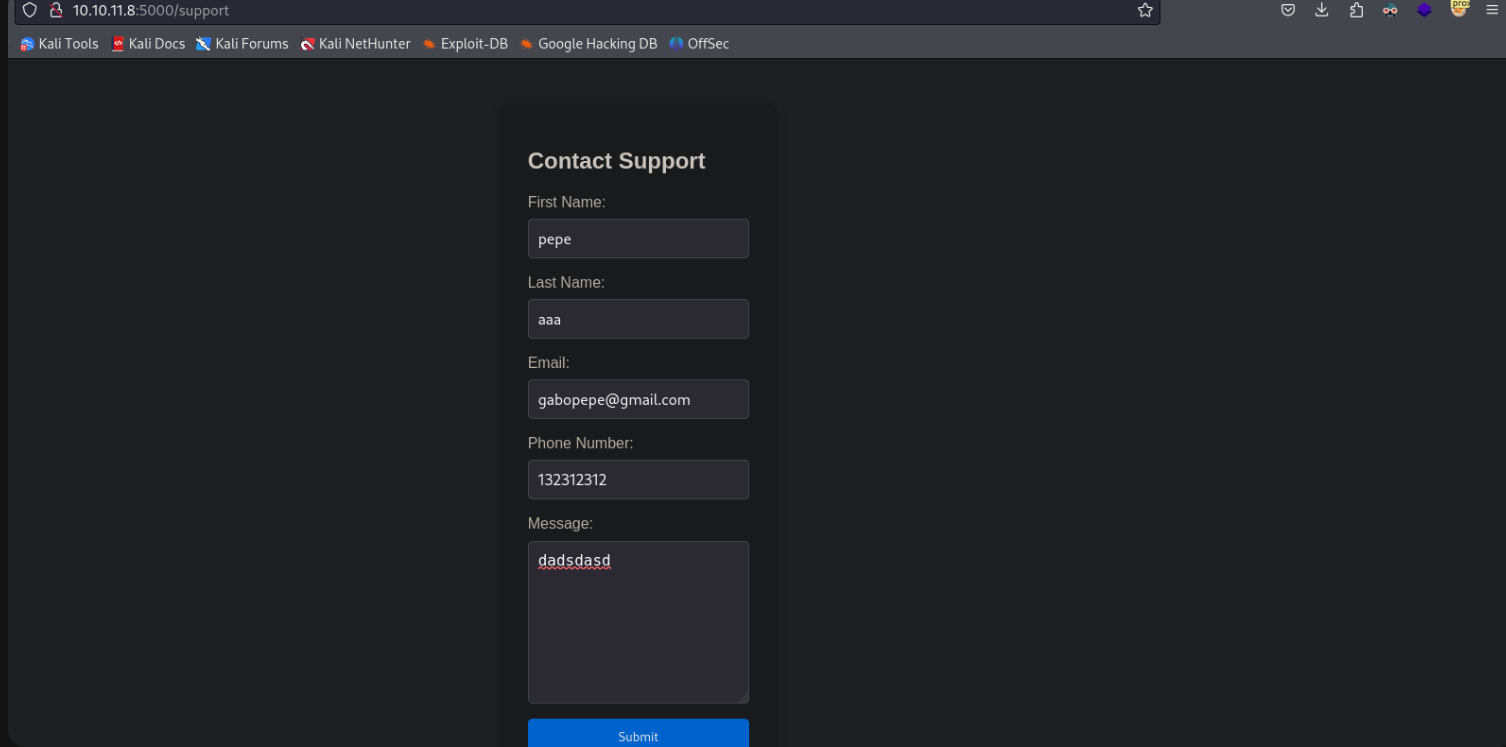 10.10.11.8:5000/support
prox
Kali Tools Kali Docs Kali Forums Kali NetHunter Exploit-DB Google Hacking DB OffSec
Contact Support
First Name:
pepe
Last Name:
aaa
Email:
gabopepe@gmail.com
Phone Number:
132312312
Message:
dadsdasd
Submit